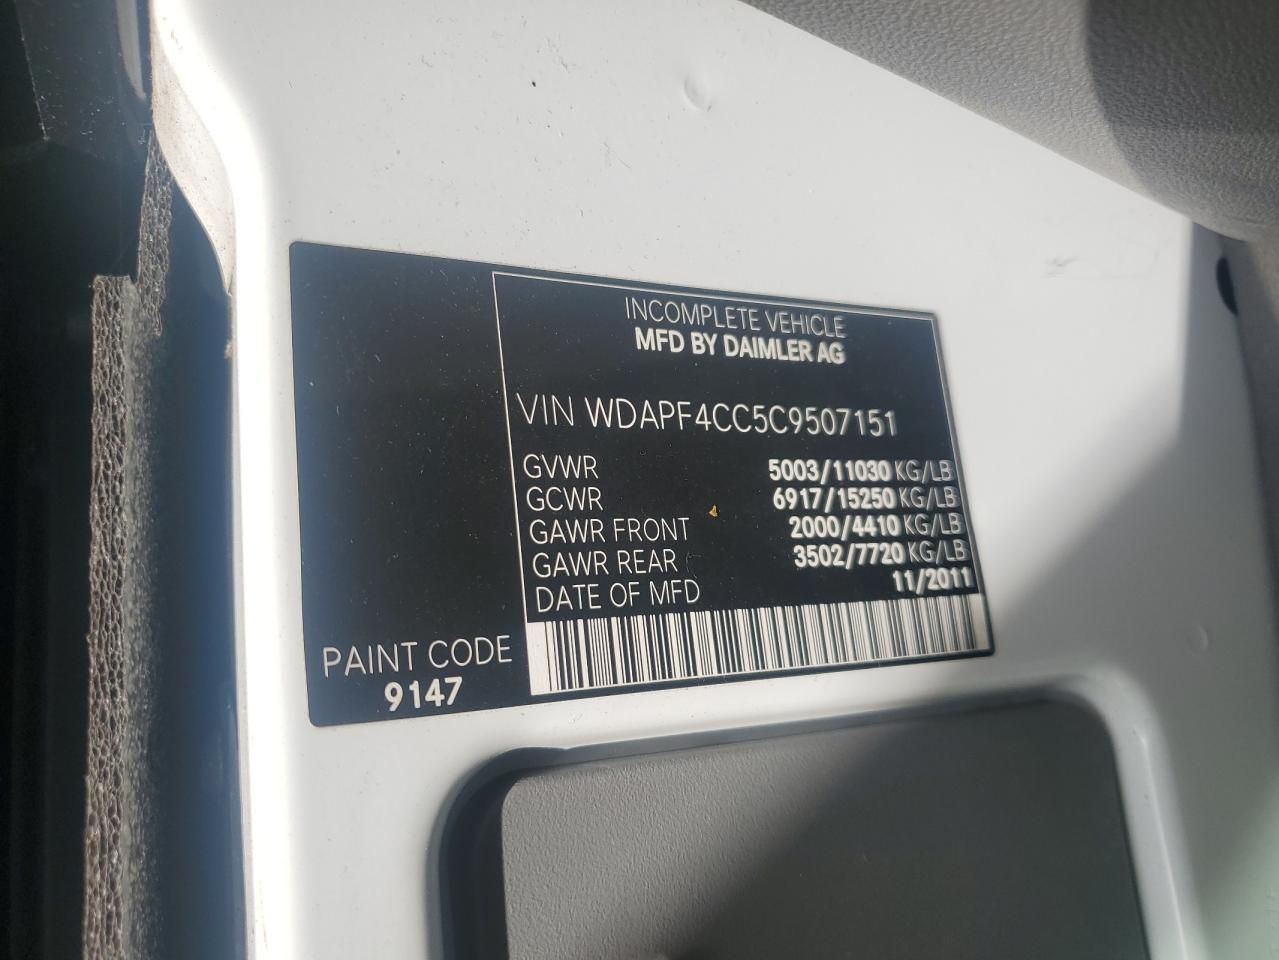 INCOMPLETE VEHICLE
MFD BY DAIMLER AG
VIN WDAPF4CC5C9507151
GVWR 5003/11030 KG/LB
GCWR 6917/15250 KG/LB
GAWR FRONT 2000/4410 KG/LB
GAWR REAR 3502/7720 KG/LB
DATE OF MFD 11/2011
PAINT CODE
9147